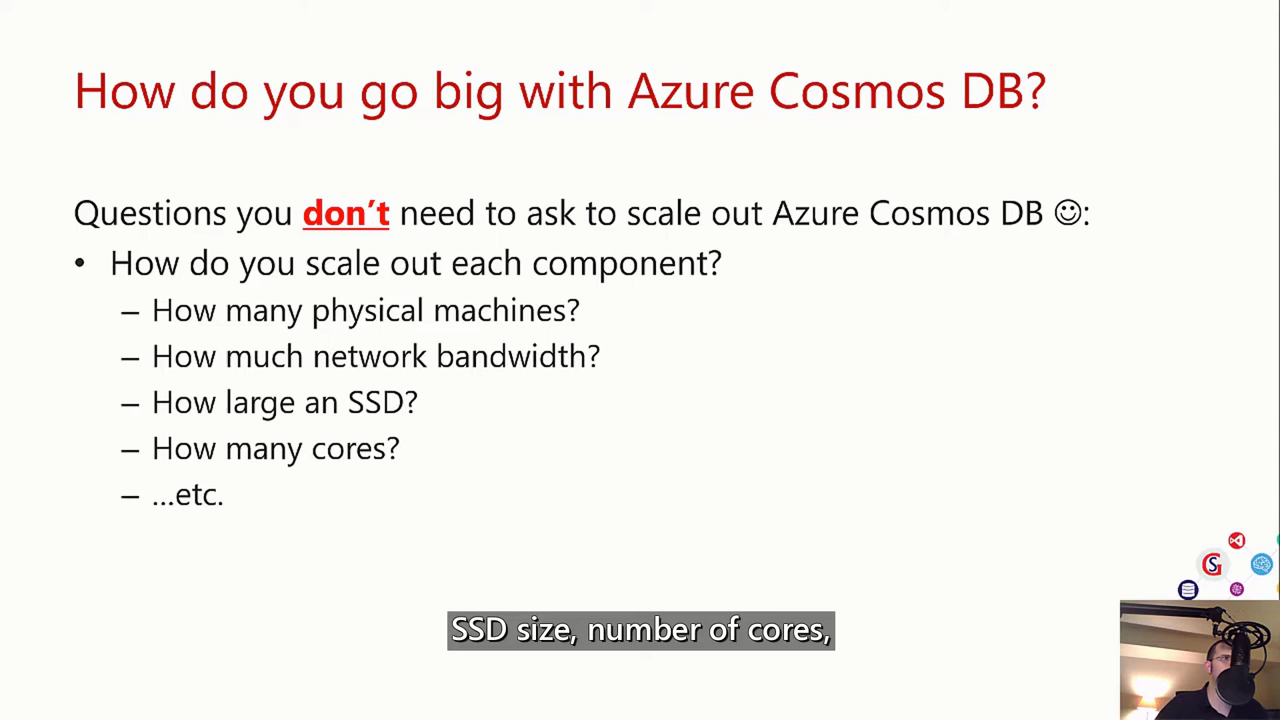 How do you go big with Azure Cosmos DB?
Questions you don't need to ask to scale out Azure Cosmos DB ☺:
• How do you scale out each component?
– How many physical machines?
– How much network bandwidth?
– How large an SSD?
– How many cores?
– ...etc.
SG
SSD size, number of cores,